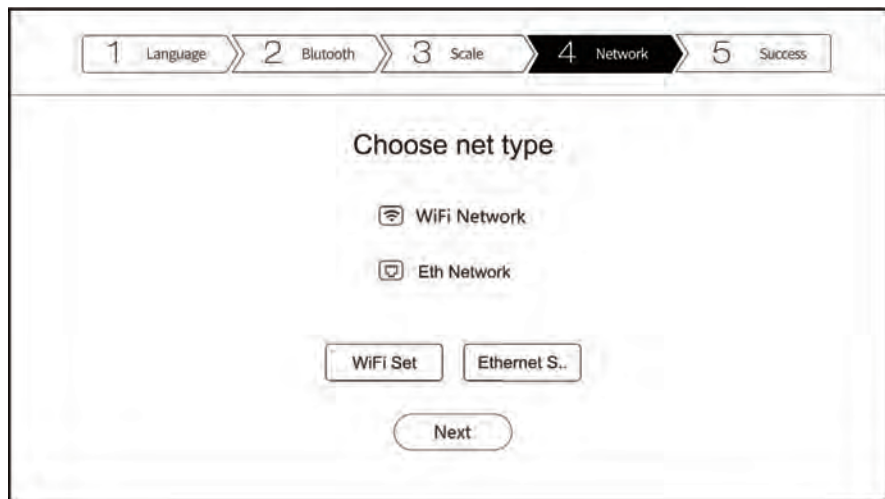 1 Language 2 Blutooth 3 Scale 4 Network 5 Success
Choose net type
WiFi Network
Eth Network
WiFi Set Ethernet S..
Next